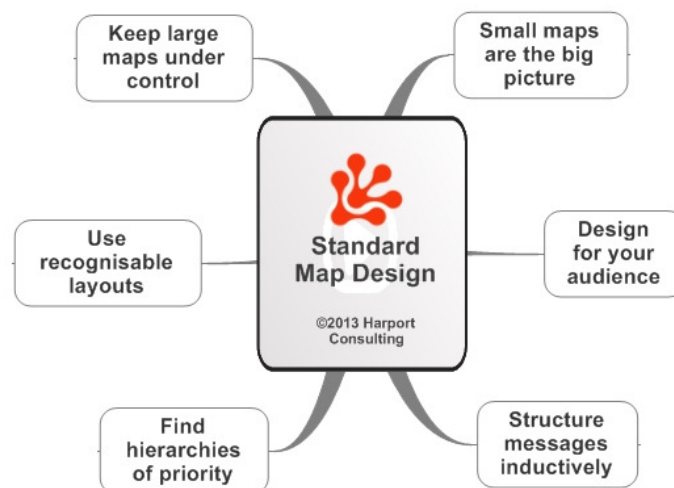 Keep large
maps under
control
Small maps
are the big
picture
Use
recognisable
layouts
Standard
Map Design
©2013 Harport
Consulting
Design
for your
audience
Find
hierarchies
of priority
Structure
messages
inductively